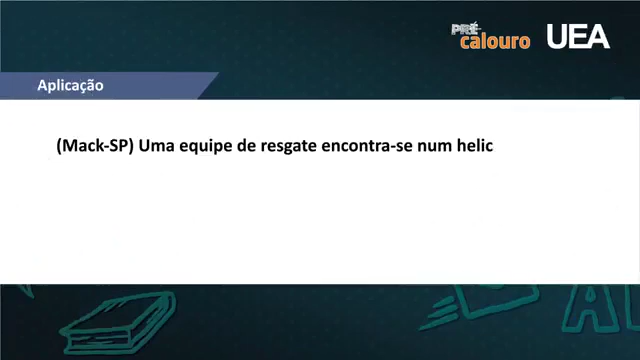 PRÉ-
calouro
UEA
Aplicação
(Mack-SP) Uma equipe de resgate encontra-se num helic